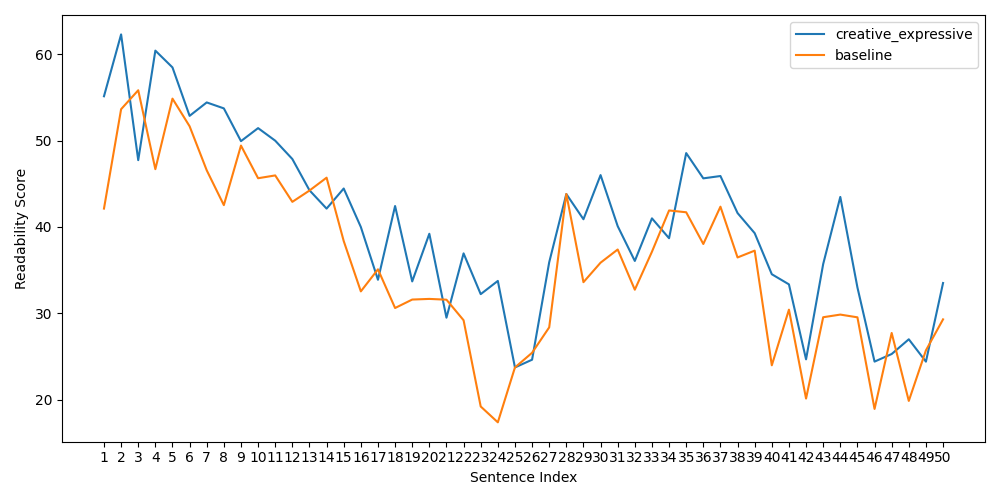 creative_expressive
baseline
Readability Score
60
50
40
30
20
1 2 3 4 5 6 7 8 9 10 11 12 13 14 15 16 17 18 19 20 21 22 23 24 25 26 27 28 29 30 31 32 33 34 35 36 37 38 39 40 41 42 43 44 45 46 47 48 49 50
Sentence Index